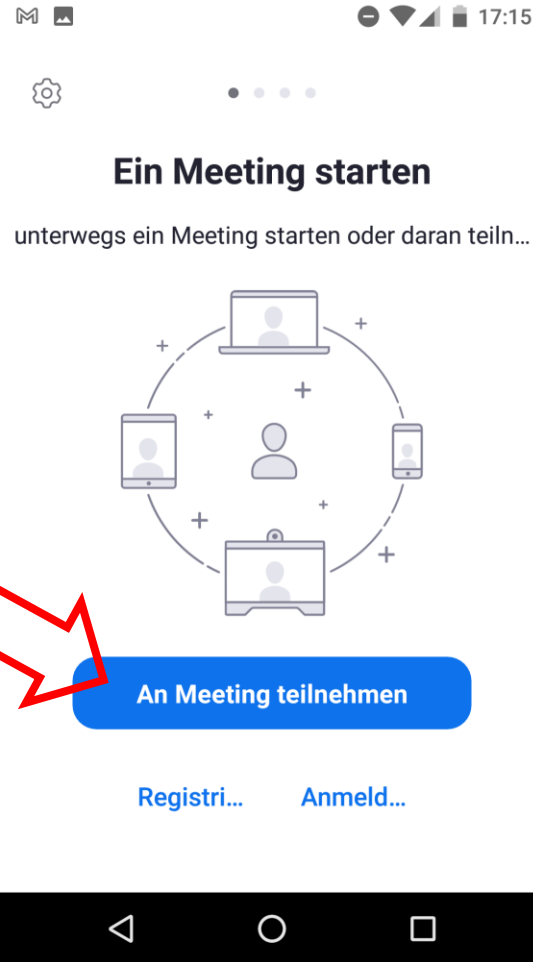 17:15
Ein Meeting starten
unterwegs ein Meeting starten oder daran teiln...
An Meeting teilnehmen
Registri... Anmeld...